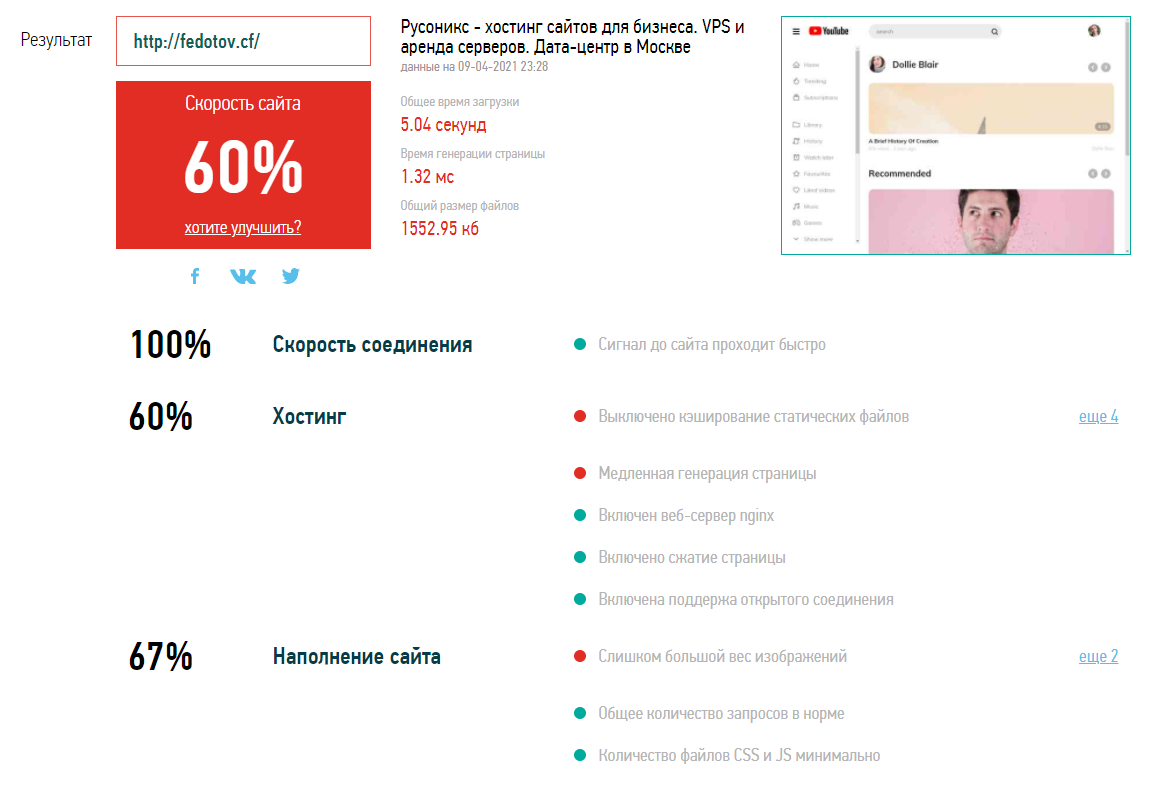 Результат
http://fedotov.cf/
Скорость сайта
60%
хотите улучшить?
Русоникс - хостинг сайтов для бизнеса. VPS и
аренда серверов. Дата-центр в Москве
данные на 09-04-2021 23:28
Общее время загрузки
5.04 секунд
Время генерации страницы
1.32 мс
Общий размер файлов
1552.95 кб
YouTube
search
Home
Trending
Subscriptions
Library
History
Watch later
Favourites
Liked videos
Music
Games
Show more
Dollie Blair
A Brief History Of Creation
Recommended
100% Скорость соединения Сигнал до сайта проходит быстро
60% Хостинг Выключено кэширование статических файлов еще 4
Медленная генерация страницы
Включен веб-сервер nginx
Включено сжатие страницы
Включена поддержа открытого соединения
67% Наполнение сайта Слишком большой вес изображений еще 2
Общее количество запросов в норме
Количество файлов CSS и JS минимально